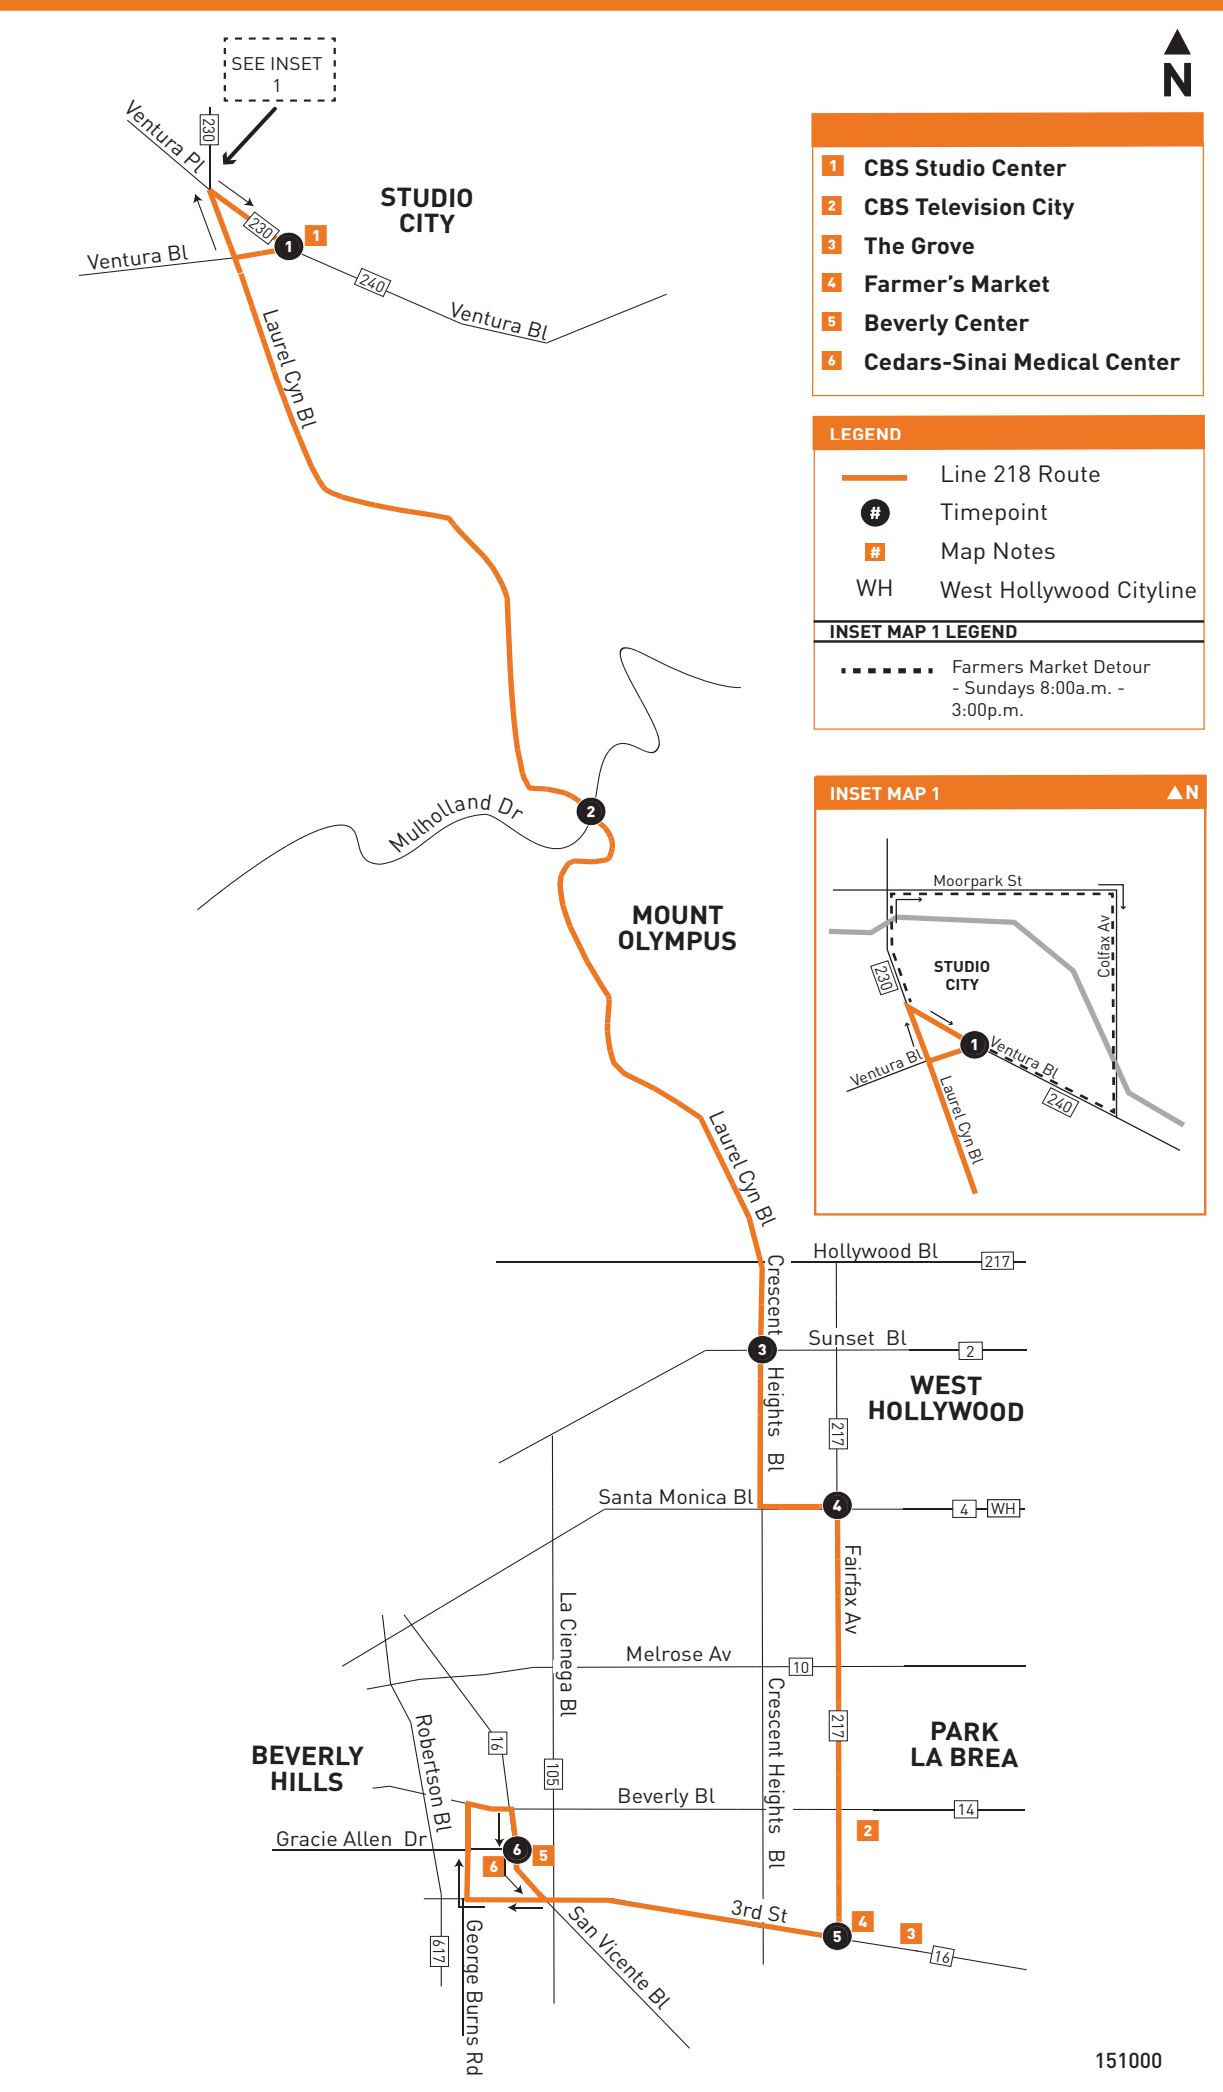 SEE INSET
1
N
Ventura Pl
230
STUDIO
CITY
230
1
1
Ventura Bl
240
Ventura Bl
Laurel Cyn Bl
1 CBS Studio Center
2 CBS Television City
3 The Grove
4 Farmer's Market
5 Beverly Center
6 Cedars-Sinai Medical Center
LEGEND
Line 218 Route
# Timepoint
# Map Notes
WH West Hollywood Cityline
INSET MAP 1 LEGEND
Farmers Market Detour
- Sundays 8:00a.m. -
3:00p.m.
Mulholland Dr
2
MOUNT
OLYMPUS
INSET MAP 1
N
Moorpark St
Colfax Av
230
STUDIO
CITY
1
Ventura Bl
Ventura Bl
240
Laurel Cyn Bl
Laurel Cyn Bl
Hollywood Bl
217
Crescent
Heights Bl
Sunset Bl
3
2
WEST
HOLLYWOOD
217
Santa Monica Bl
4
4
WH
Fairfax Av
La Cienega Bl
Melrose Av
10
Crescent Heights Bl
217
PARK
LA BREA
Robertson Bl
16
BEVERLY
HILLS
105
Beverly Bl
14
2
Gracie Allen Dr
6
5
6
3rd St
4
3
5
16
617
George Burns Rd
San Vicente Bl
151000